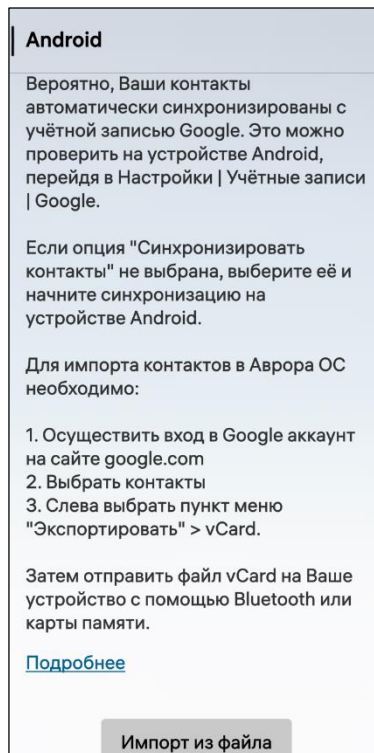 Android
Вероятно, Ваши контакты
автоматически синхронизированы с
учётной записью Google. Это можно
проверить на устройстве Android,
перейдя в Настройки | Учётные записи
| Google.
Если опция "Синхронизировать
контакты" не выбрана, выберите её и
начните синхронизацию на
устройстве Android.
Для импорта контактов в Аврора ОС
необходимо:
1. Осуществить вход в Google аккаунт
на сайте google.com
2. Выбрать контакты
3. Слева выбрать пункт меню
"Экспортировать" > vCard.
Затем отправить файл vCard на Ваше
устройство с помощью Bluetooth или
карты памяти.
Подробнее
Импорт из файла